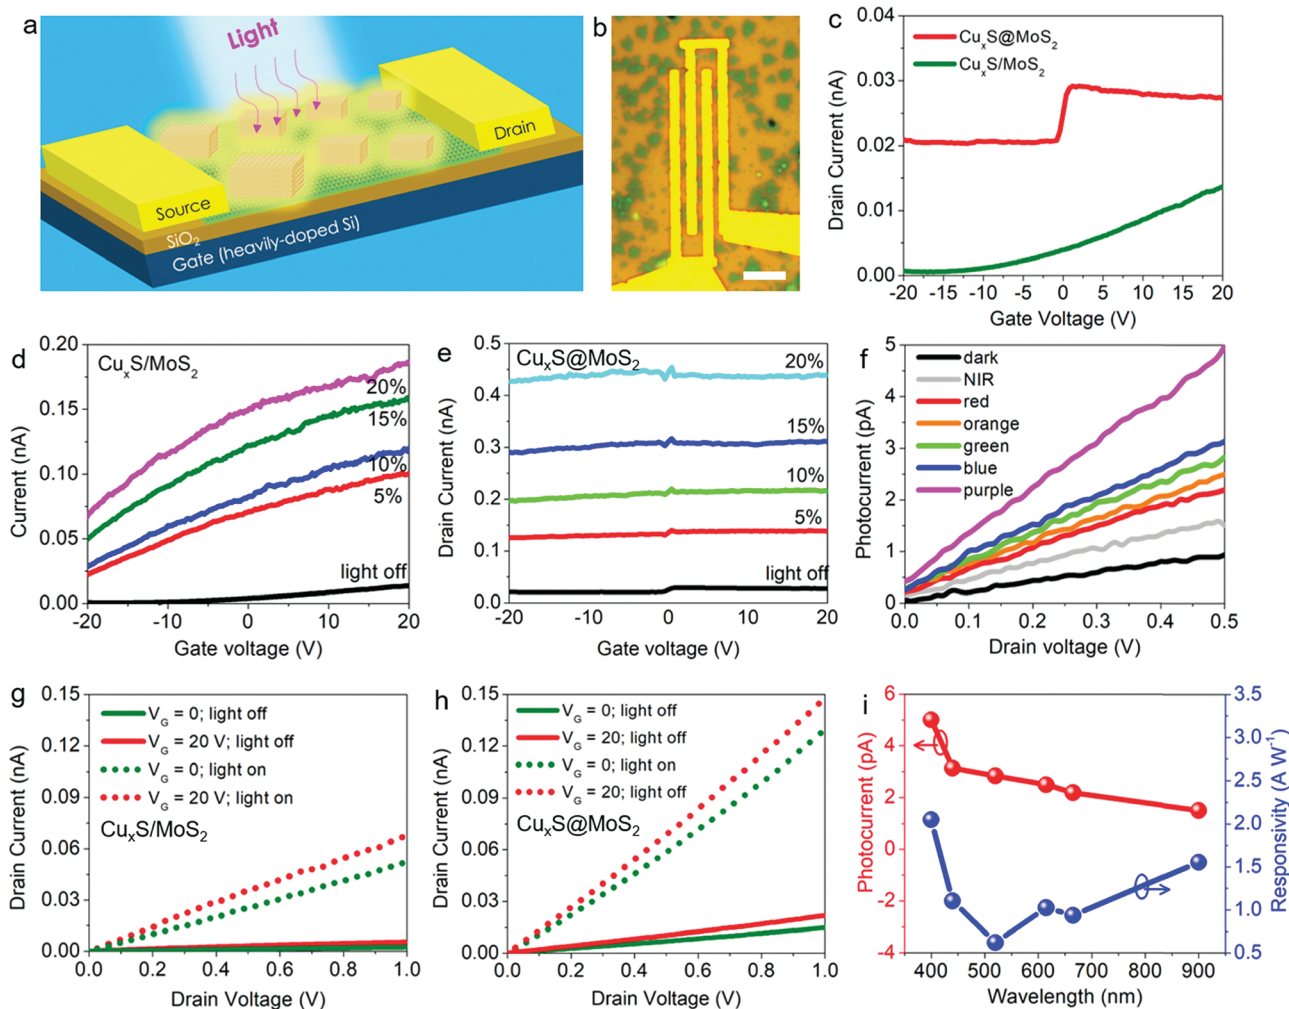 a
Light
Source
Drain
SiO2
Gate (heavily-doped Si)
b
c
CuxS@MoS2
CuxS/MoS2
Drain Current (nA)
0.04
0.03
0.02
0.01
0.00
-20 -15 -10 -5 0 5 10 15 20
Gate Voltage (V)
d
CuxS/MoS2
Current (nA)
0.20
0.15
0.10
0.05
0.00
20%
15%
10%
5%
light off
-20 -10 0 10 20
Gate voltage (V)
e
CuxS@MoS2
Drain Current (nA)
0.5
0.4
0.3
0.2
0.1
0.0
20%
15%
10%
5%
light off
-20 -10 0 10 20
Gate voltage (V)
f
dark
NIR
red
orange
green
blue
purple
Photocurrent (pA)
5
4
3
2
1
0
0.0 0.1 0.2 0.3 0.4 0.5
Drain voltage (V)
g
VG = 0; light off
VG = 20 V; light off
VG = 0; light on
VG = 20 V; light on
CuxS/MoS2
Drain Current (nA)
0.15
0.12
0.09
0.06
0.03
0.00
0.0 0.2 0.4 0.6 0.8 1.0
Drain Voltage (V)
h
VG = 0; light off
VG = 20; light off
VG = 0; light on
VG = 20; light off
CuxS@MoS2
Drain Current (nA)
0.15
0.12
0.09
0.06
0.03
0.00
0.0 0.2 0.4 0.6 0.8 1.0
Drain Voltage (V)
i
Photocurrent (pA)
6
4
2
0
-2
-4
Responsivity (A W-1)
3.5
3.0
2.5
2.0
1.5
1.0
0.5
400 500 600 700 800 900
Wavelength (nm)